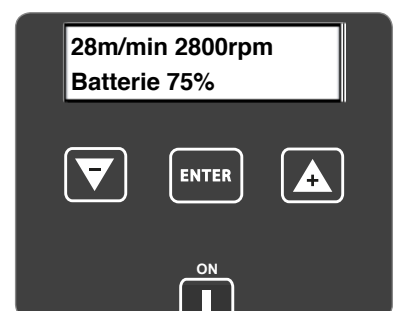 28m/min 2800rpm
Batterie 75%
- ENTER +
ON
I